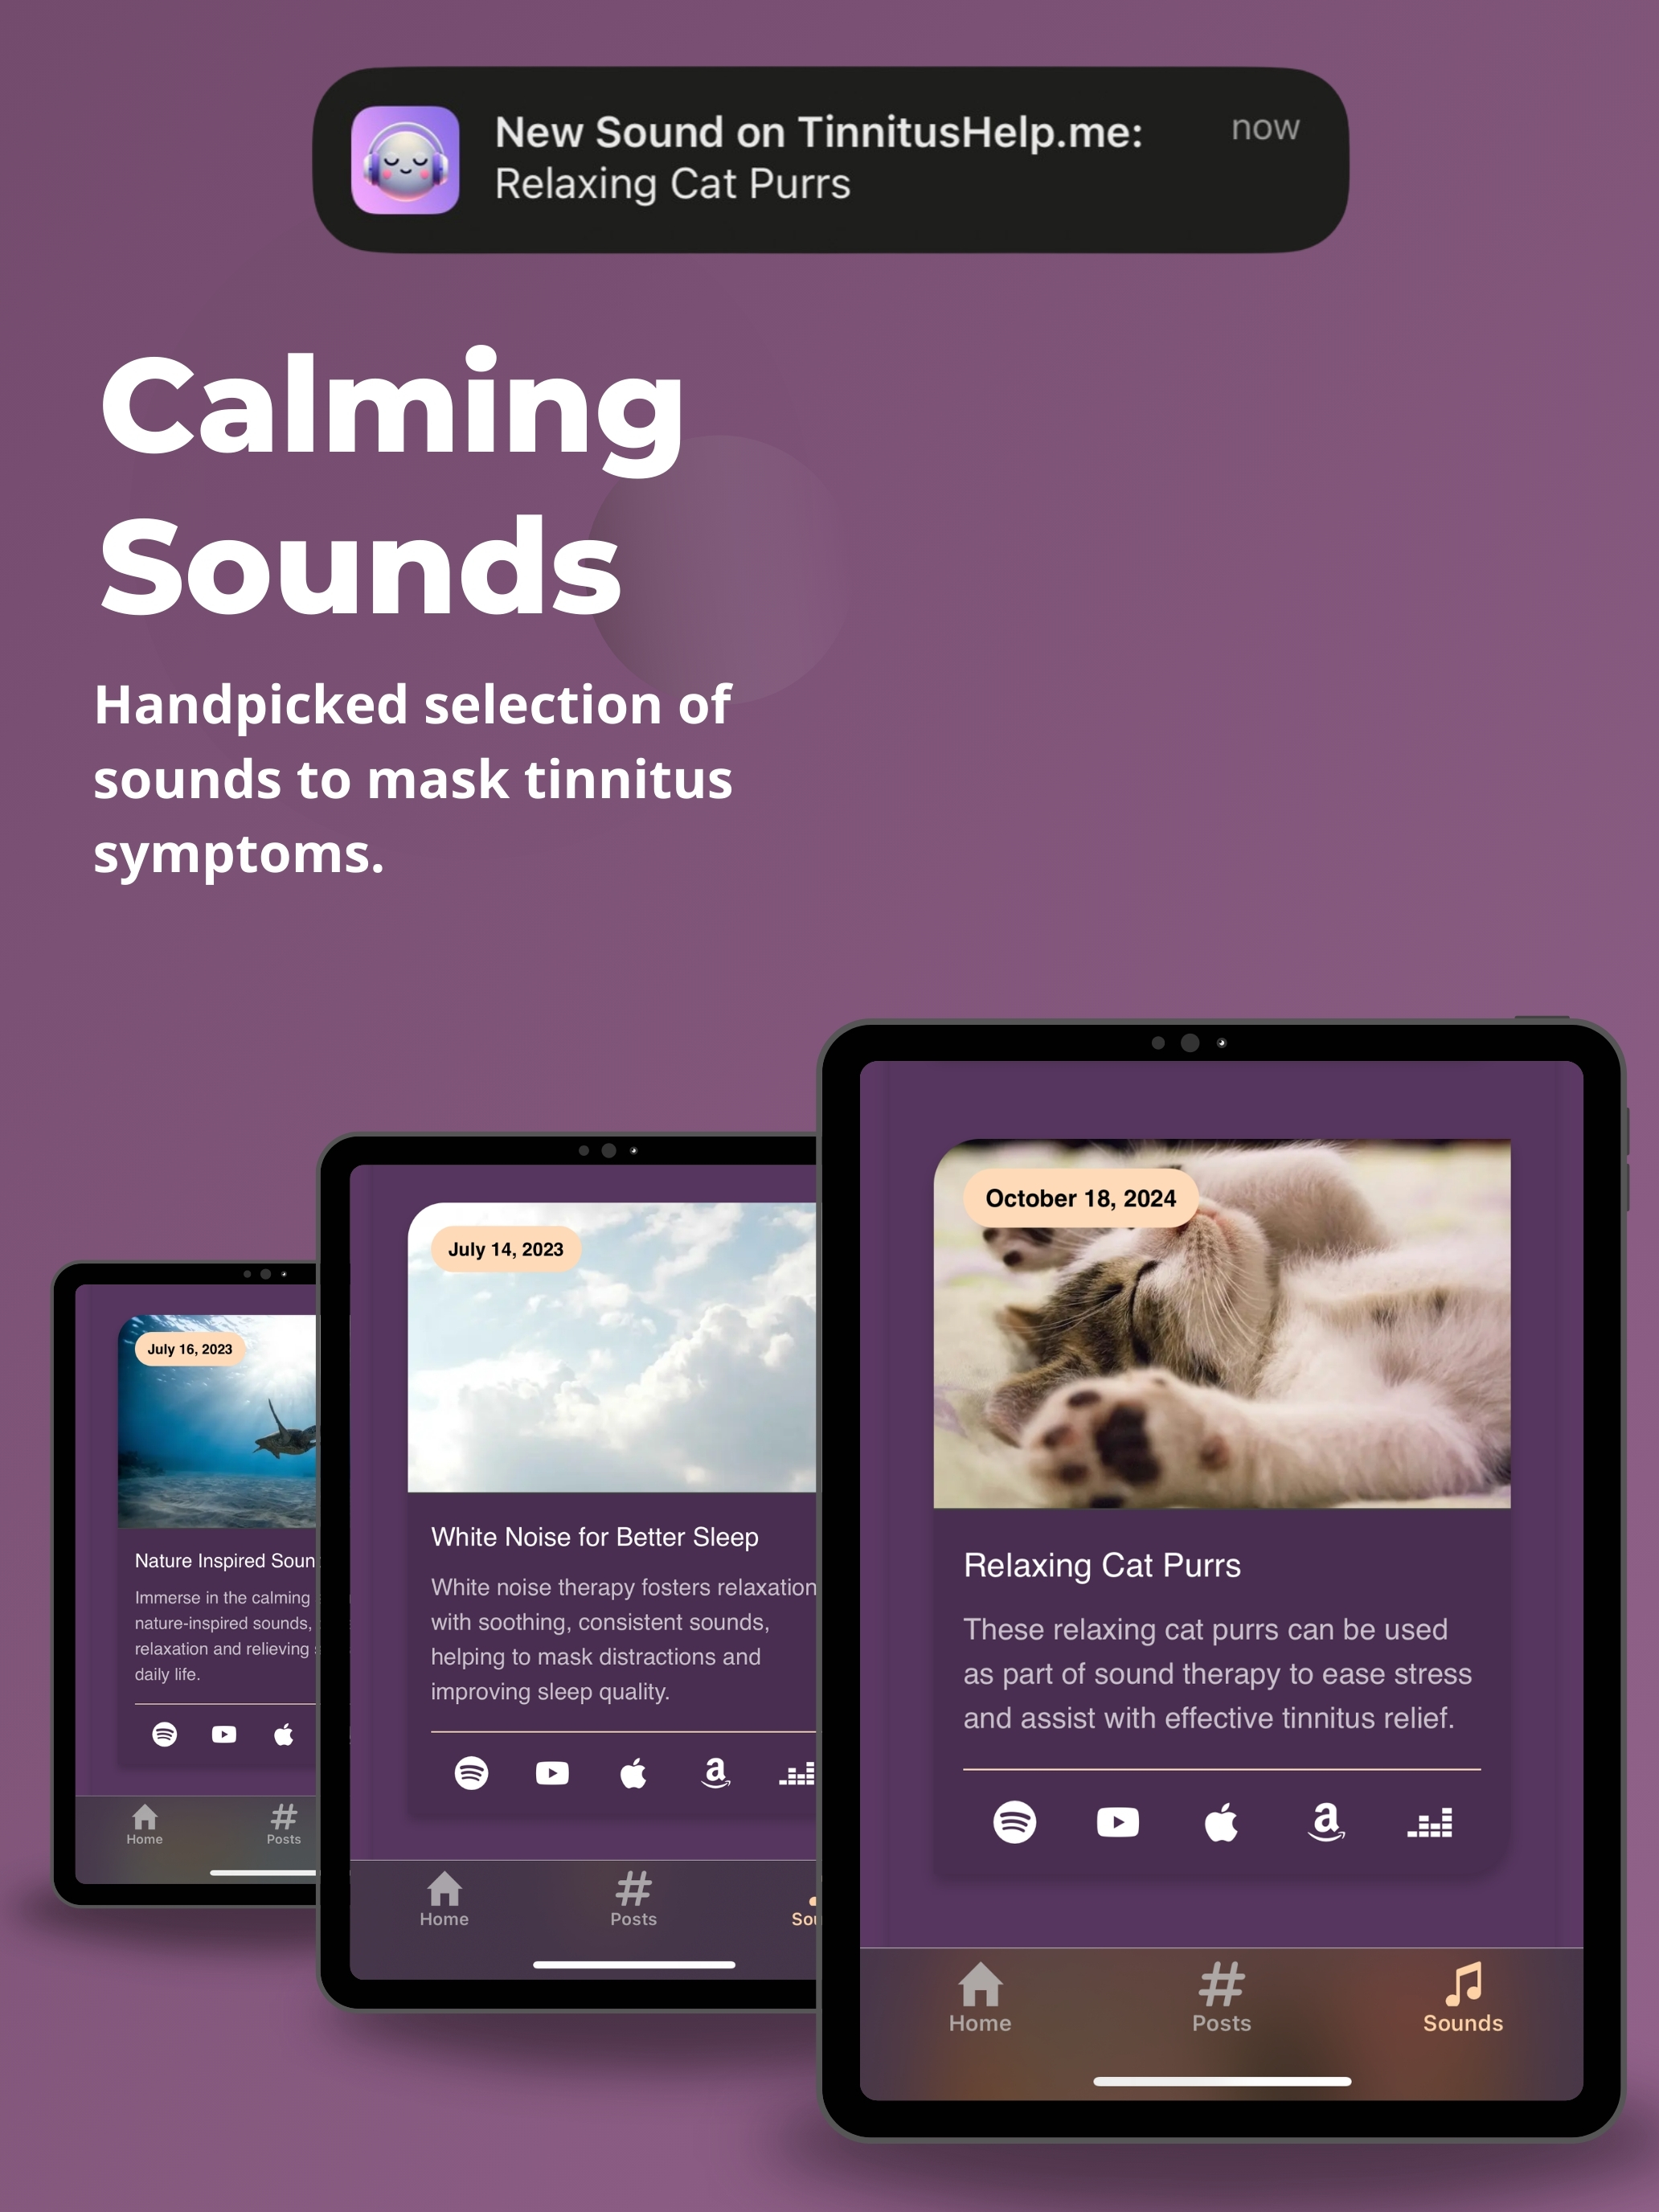 New Sound on TinnitusHelp.me:
now
Relaxing Cat Purrs
Calming
Sounds
Handpicked selection of
sounds to mask tinnitus
symptoms.
July 16, 2023
Nature Inspired Soun
Immerse in the calming
nature-inspired sounds,
relaxation and relieving
daily life.
Home
Posts
July 14, 2023
White Noise for Better Sleep
White noise therapy fosters relaxation
with soothing, consistent sounds,
helping to mask distractions and
improving sleep quality.
Home
Posts
Sou
October 18, 2024
Relaxing Cat Purrs
These relaxing cat purrs can be used
as part of sound therapy to ease stress
and assist with effective tinnitus relief.
Home
Posts
Sounds